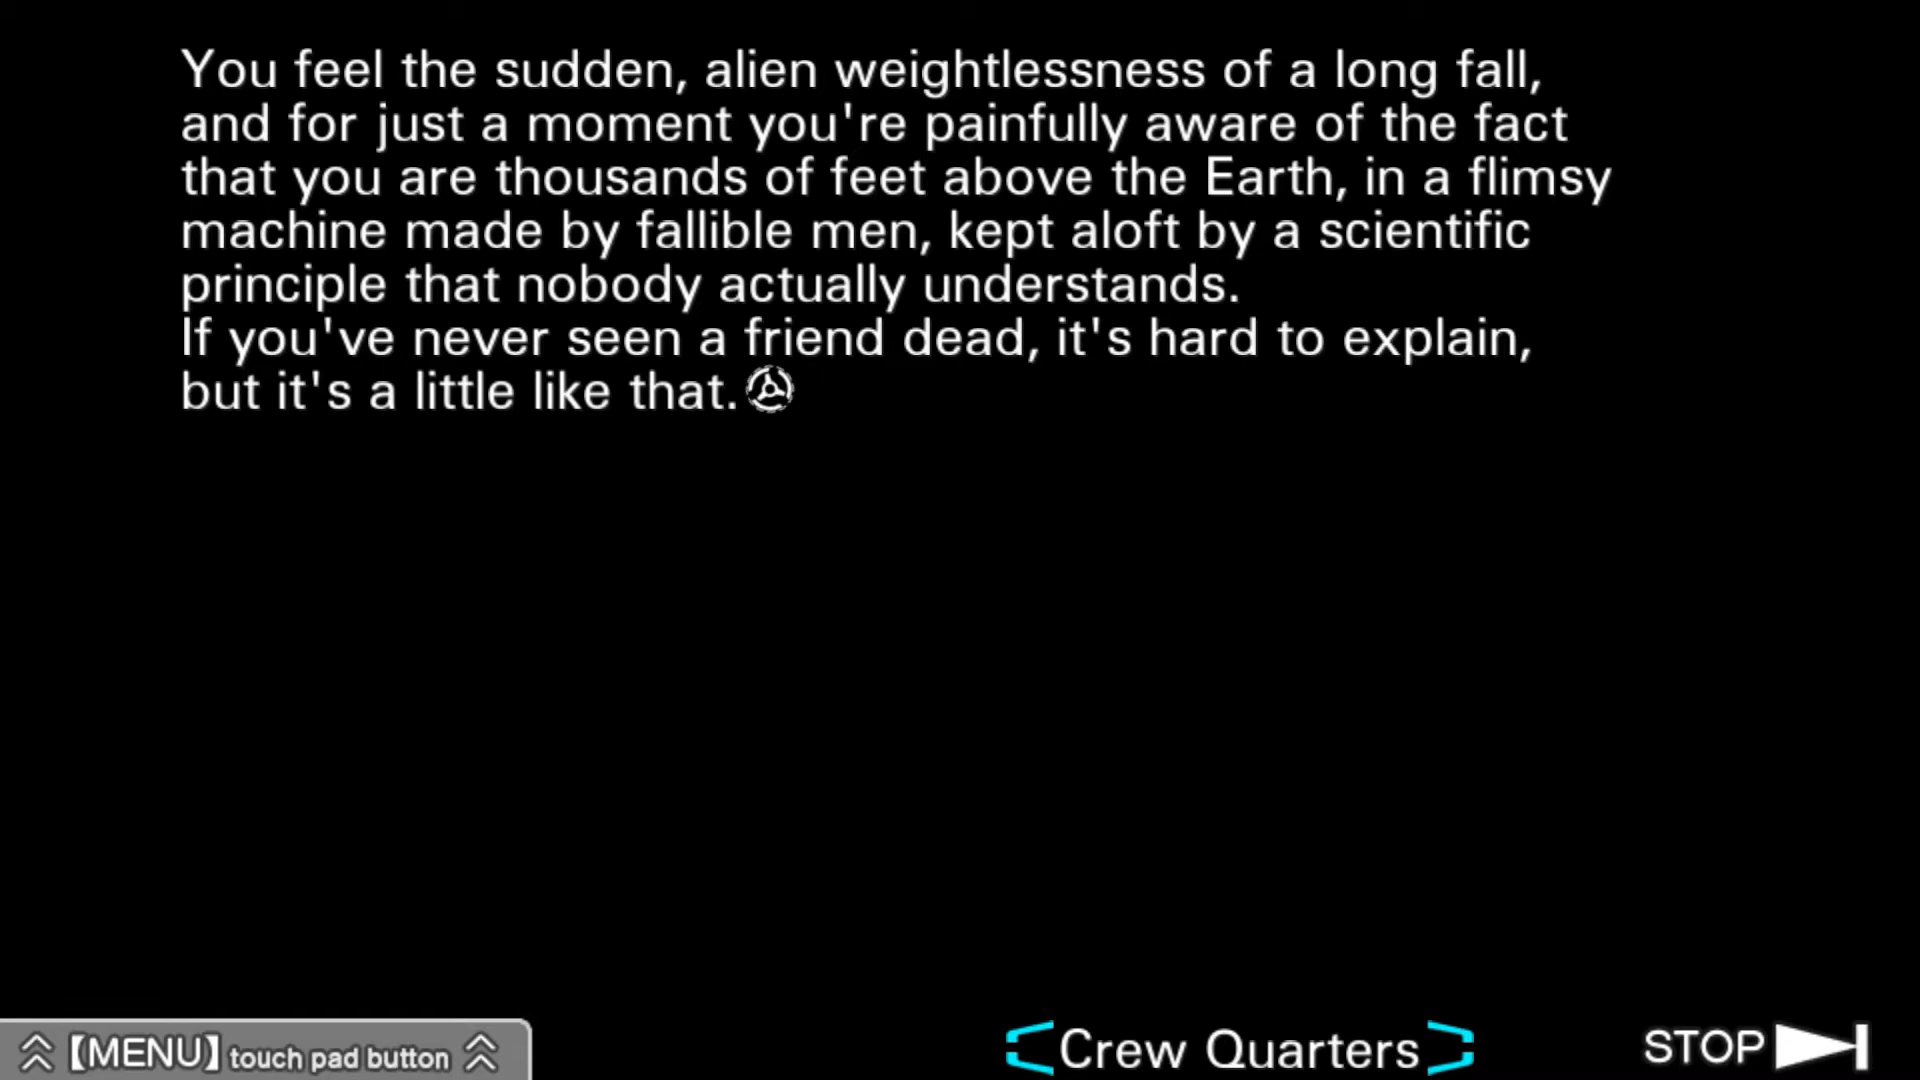 You feel the sudden, alien weightlessness of a long fall,
and for just a moment you're painfully aware of the fact
that you are thousands of feet above the Earth, in a flimsy
machine made by fallible men, kept aloft by a scientific
principle that nobody actually understands.
If you've never seen a friend dead, it's hard to explain,
but it's a little like that.
【MENU】touch pad button
Crew Quarters
STOP